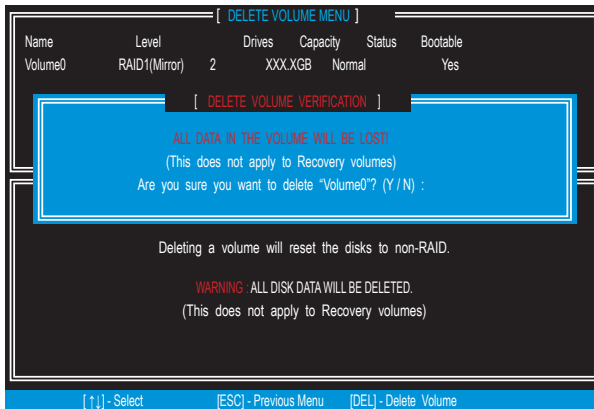 [ DELETE VOLUME MENU ]
Name Level Drives Capacity Status Bootable
Volume0 RAID1(Mirror) 2 XXX.XGB Normal Yes
[ DELETE VOLUME VERIFICATION ]
ALL DATA IN THE VOLUME WILL BE LOST!
(This does not apply to Recovery volumes)
Are you sure you want to delete “Volume0”? (Y / N) :
Deleting a volume will reset the disks to non-RAID.
WARNING : ALL DISK DATA WILL BE DELETED.
(This does not apply to Recovery volumes)
[ ↑↓] - Select [ESC] - Previous Menu [DEL] - Delete Volume